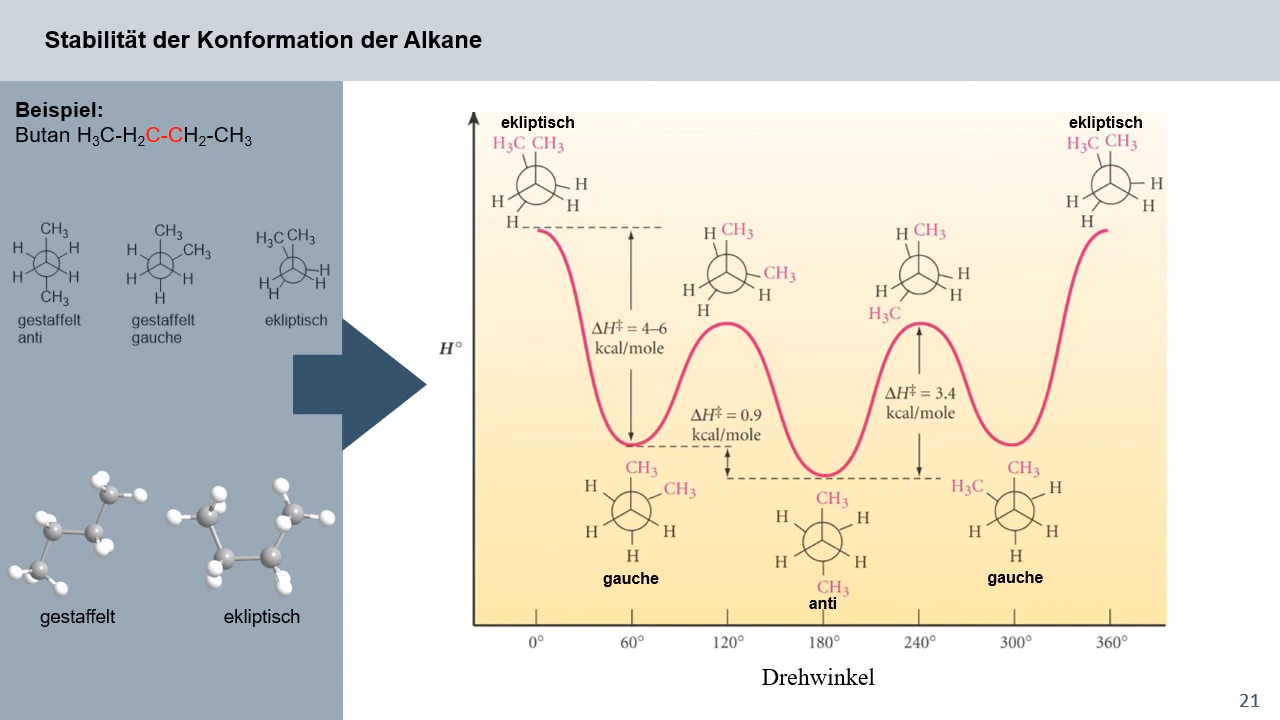 Stabilität der Konformation der Alkane
Beispiel:
Butan H₃C-H₂C-CH₂-CH₃
CH₃
H H
H H
CH₃
gestaffelt
anti
CH₃
H CH₃
H H
H
gestaffelt
gauche
H₃C CH₃
H
H H
H
ekliptisch
gestaffelt
ekliptisch
H°
ekliptisch
H₃C CH₃
H
H H
H
H CH₃
CH₃
H H
H
H CH₃
H
H H
H₃C
ekliptisch
H₃C CH₃
H
H H
H
ΔH‡ = 4–6
kcal/mole
ΔH‡ = 0.9
kcal/mole
ΔH‡ = 3.4
kcal/mole
CH₃
H CH₃
H H
H
gauche
CH₃
H H
H H
CH₃
anti
CH₃
H₃C H
H H
H
gauche
0° 60° 120° 180° 240° 300° 360°
Drehwinkel
21